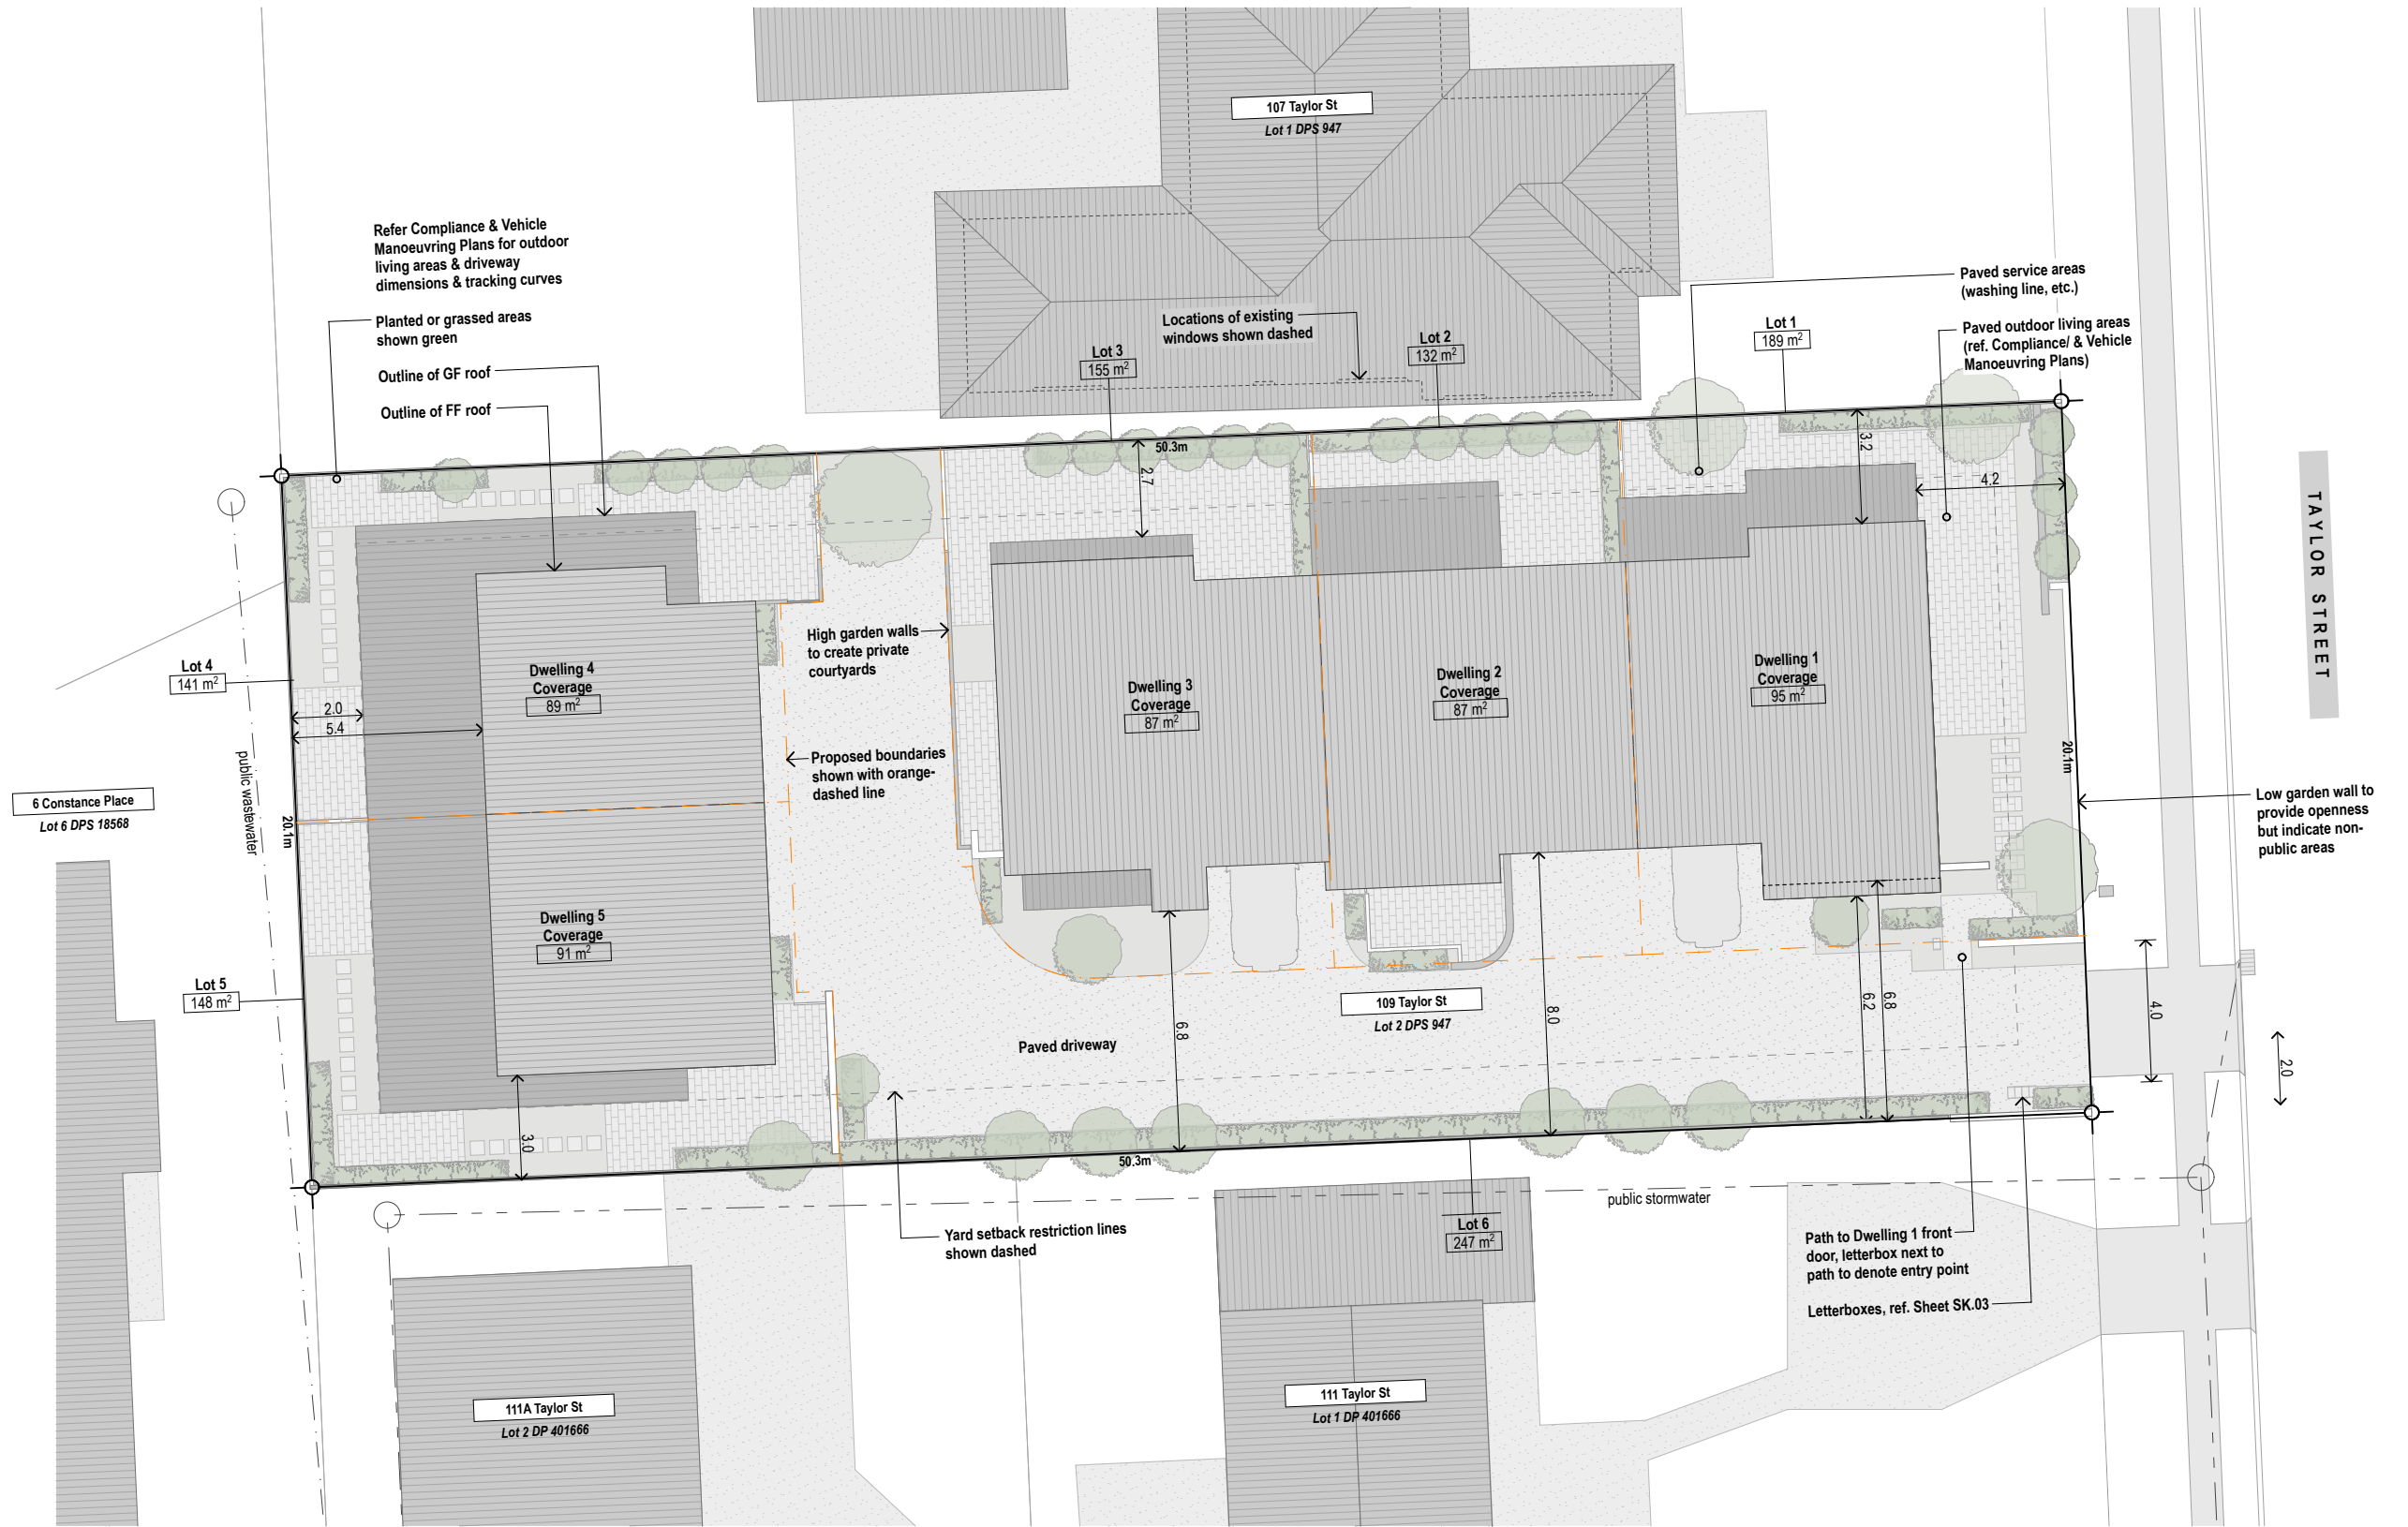 107 Taylor St
Lot 1 DPS 947
Refer Compliance & Vehicle
Manoeuvring Plans for outdoor
living areas & driveway
dimensions & tracking curves
Planted or grassed areas
shown green
Outline of GF roof
Outline of FF roof
Locations of existing
windows shown dashed
Lot 3
155 m²
Lot 2
132 m²
Lot 1
189 m²
Paved service areas
(washing line, etc.)
Paved outdoor living areas
(ref. Compliance/ & Vehicle
Manoeuvring Plans)
50.3m
2.7
3.2
4.2
TAYLOR STREET
High garden walls
to create private
courtyards
Lot 4
141 m²
Dwelling 4
Coverage
89 m²
Dwelling 3
Coverage
87 m²
Dwelling 2
Coverage
87 m²
Dwelling 1
Coverage
95 m²
2.0
5.4
public wastewater
Proposed boundaries
shown with orange-
dashed line
20.1m
6 Constance Place
Lot 6 DPS 18568
20.1m
Low garden wall to
provide openness
but indicate non-
public areas
Dwelling 5
Coverage
91 m²
Lot 5
148 m²
109 Taylor St
Lot 2 DPS 947
Paved driveway
6.8
8.0
6.2
6.8
4.0
2.0
3.0
50.3m
public stormwater
Yard setback restriction lines
shown dashed
Lot 6
247 m²
Path to Dwelling 1 front
door, letterbox next to
path to denote entry point
Letterboxes, ref. Sheet SK.03
111A Taylor St
Lot 2 DP 401666
111 Taylor St
Lot 1 DP 401666